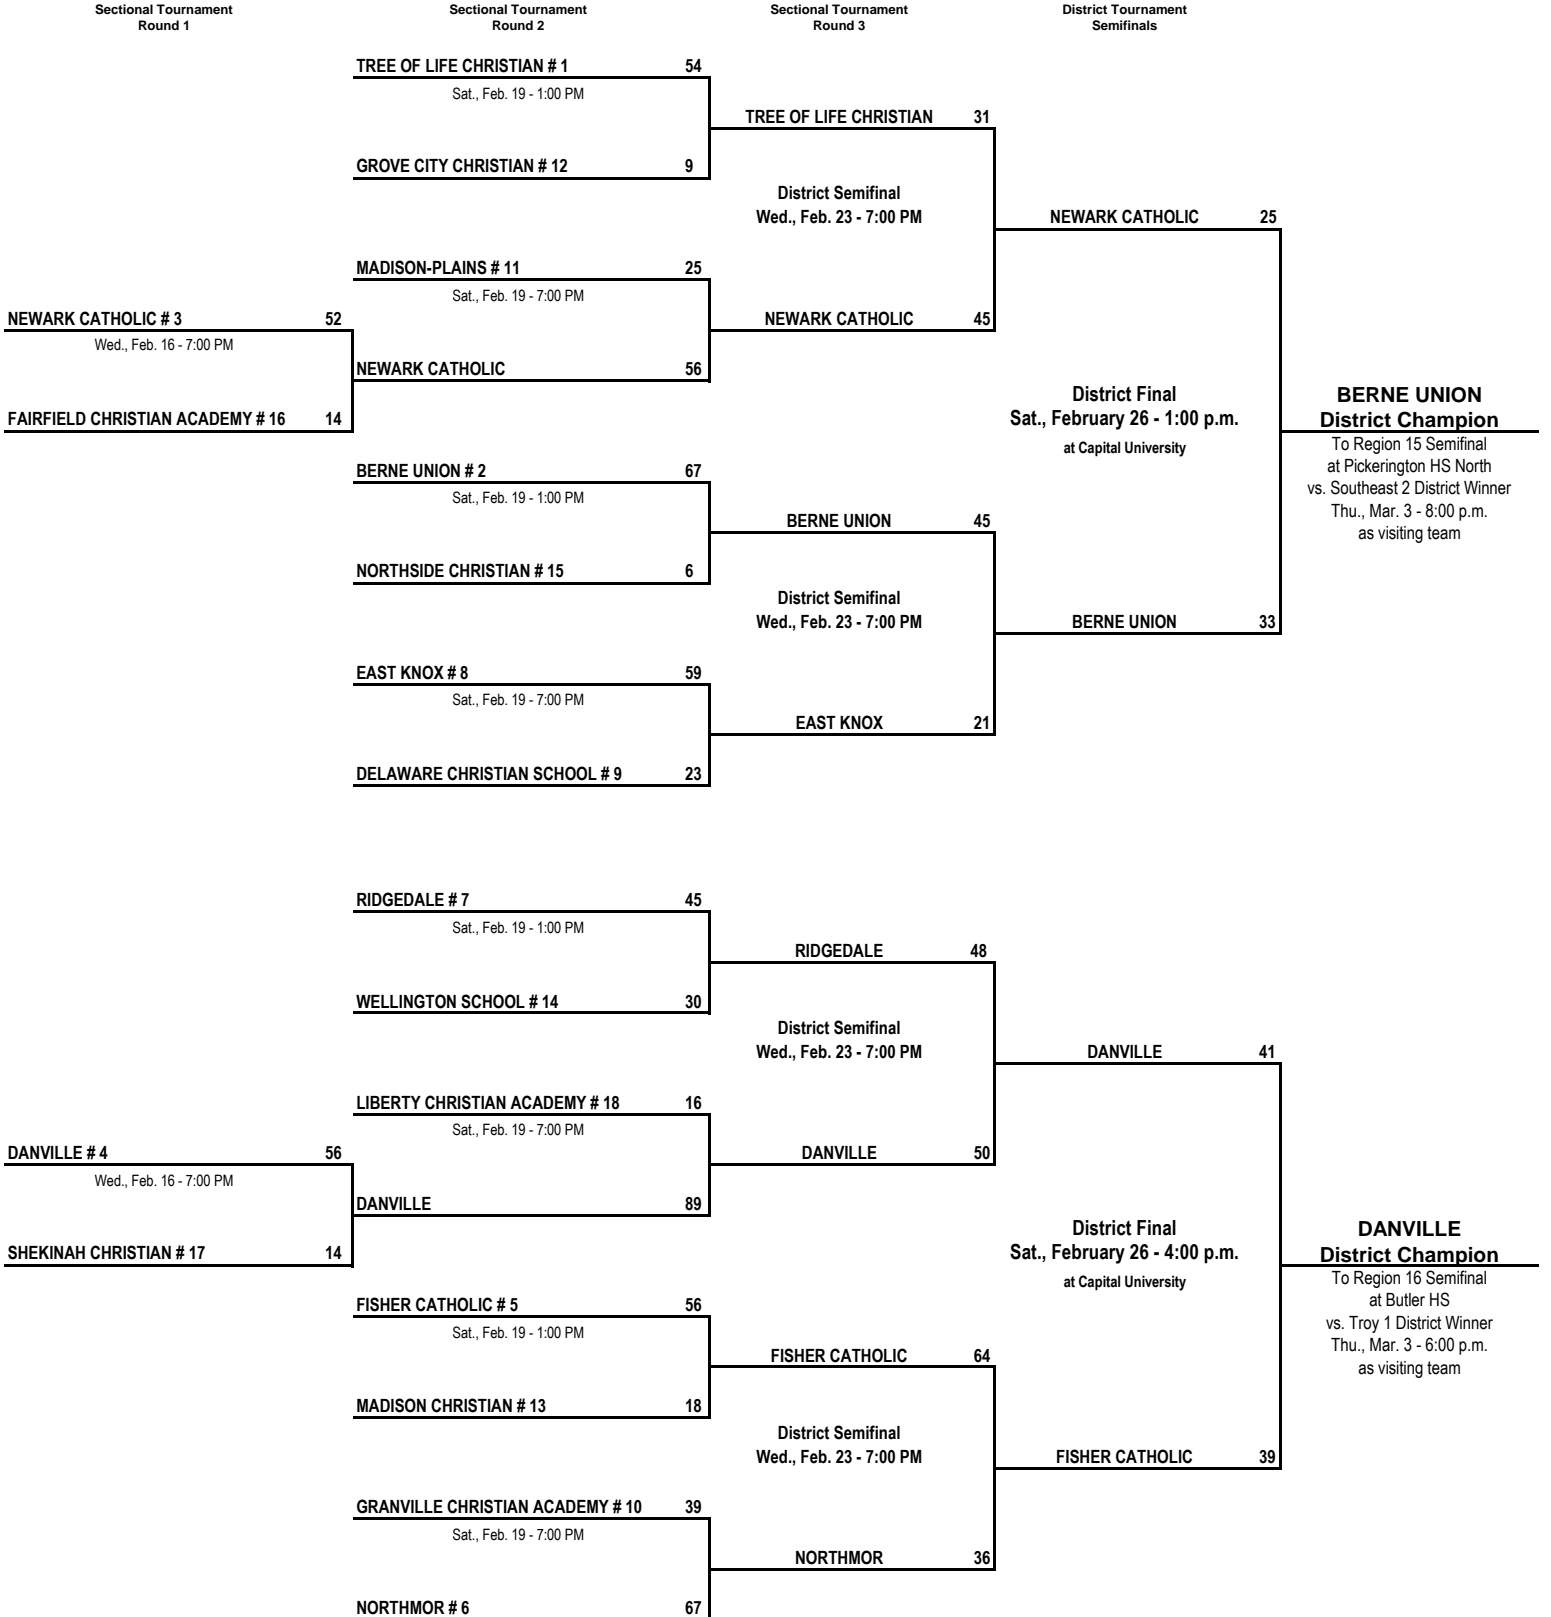 Sectional Tournament
Round 1
Sectional Tournament
Round 2
Sectional Tournament
Round 3
District Tournament
Semifinals
TREE OF LIFE CHRISTIAN # 1 54
Sat., Feb. 19 - 1:00 PM
TREE OF LIFE CHRISTIAN 31
GROVE CITY CHRISTIAN # 12 9
District Semifinal
Wed., Feb. 23 - 7:00 PM
NEWARK CATHOLIC 25
MADISON-PLAINS # 11 25
Sat., Feb. 19 - 7:00 PM
NEWARK CATHOLIC # 3 52
NEWARK CATHOLIC 45
Wed., Feb. 16 - 7:00 PM
NEWARK CATHOLIC 56
District Final
Sat., February 26 - 1:00 p.m.
at Capital University
BERNE UNION
District Champion
To Region 15 Semifinal
at Pickerington HS North
vs. Southeast 2 District Winner
Thu., Mar. 3 - 8:00 p.m.
as visiting team
FAIRFIELD CHRISTIAN ACADEMY # 16 14
BERNE UNION # 2 67
Sat., Feb. 19 - 1:00 PM
BERNE UNION 45
NORTHSIDE CHRISTIAN # 15 6
District Semifinal
Wed., Feb. 23 - 7:00 PM
BERNE UNION 33
EAST KNOX # 8 59
Sat., Feb. 19 - 7:00 PM
EAST KNOX 21
DELAWARE CHRISTIAN SCHOOL # 9 23
RIDGEDALE # 7 45
Sat., Feb. 19 - 1:00 PM
RIDGEDALE 48
WELLINGTON SCHOOL # 14 30
District Semifinal
Wed., Feb. 23 - 7:00 PM
DANVILLE 41
LIBERTY CHRISTIAN ACADEMY # 18 16
Sat., Feb. 19 - 7:00 PM
DANVILLE # 4 56
DANVILLE 50
Wed., Feb. 16 - 7:00 PM
DANVILLE 89
District Final
Sat., February 26 - 4:00 p.m.
at Capital University
DANVILLE
District Champion
To Region 16 Semifinal
at Butler HS
vs. Troy 1 District Winner
Thu., Mar. 3 - 6:00 p.m.
as visiting team
SHEKINAH CHRISTIAN # 17 14
FISHER CATHOLIC # 5 56
Sat., Feb. 19 - 1:00 PM
FISHER CATHOLIC 64
MADISON CHRISTIAN # 13 18
District Semifinal
Wed., Feb. 23 - 7:00 PM
FISHER CATHOLIC 39
GRANVILLE CHRISTIAN ACADEMY # 10 39
Sat., Feb. 19 - 7:00 PM
NORTHMOR 36
NORTHMOR # 6 67